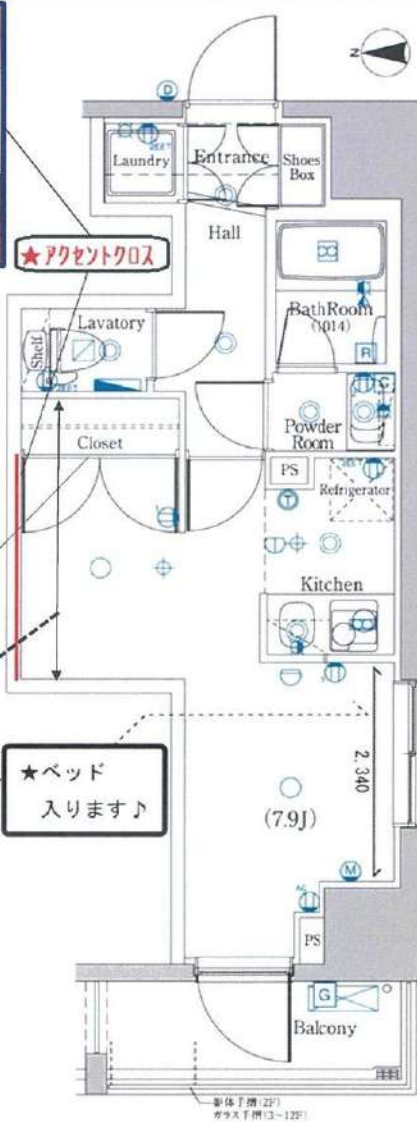 N
D
Laundry
Entrance
Shoes
Box
Hall
★アクセントクロス
BathRoom
(1014)
R
Lavatory
Shelf
Closet
Powder
Room
PS
Refrigerator
T
Kitchen
★ベッド
入ります♪
2.340
(7.9J)
M
AC
PS
G
Balcony
躯体手摺(2F)
ガラス手摺(3~12F)